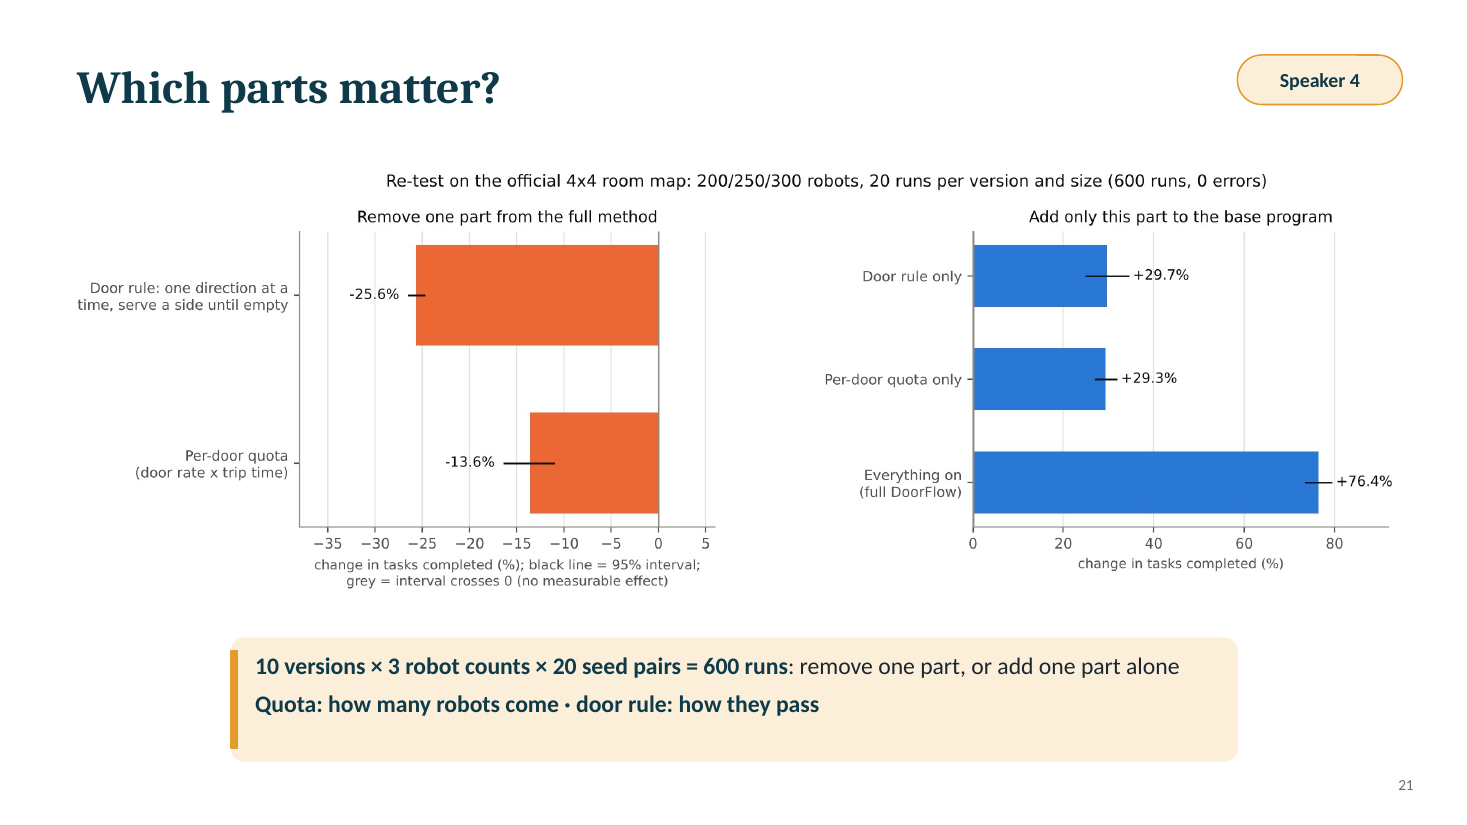 Which parts matter?
Speaker 4
Re-test on the official 4x4 room map: 200/250/300 robots, 20 runs per version and size (600 runs, 0 errors)
Remove one part from the full method
Door rule: one direction at a
time, serve a side until empty
-25.6%
Per-door quota
(door rate x trip time)
-13.6%
−35 −30 −25 −20 −15 −10 −5 0 5
change in tasks completed (%); black line = 95% interval;
grey = interval crosses 0 (no measurable effect)
Add only this part to the base program
Door rule only
+29.7%
Per-door quota only
+29.3%
Everything on
(full DoorFlow)
+76.4%
0 20 40 60 80
change in tasks completed (%)
10 versions × 3 robot counts × 20 seed pairs = 600 runs: remove one part, or add one part alone
Quota: how many robots come · door rule: how they pass
21